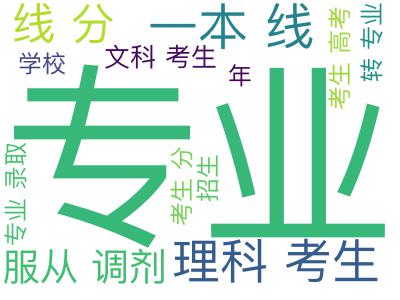 线 分
一本 线
高考
专业
学校
文科 考生
年
考生
转
专业
录取
专业
考生 分
招生
服从 调剂
理科 考生